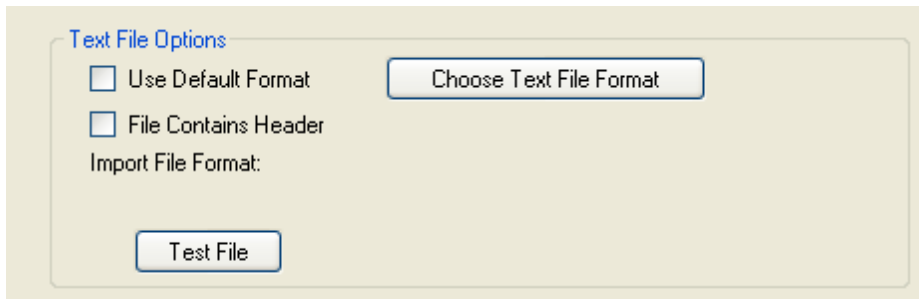 Text File Options
Use Default Format
Choose Text File Format
File Contains Header
Import File Format:
Test File